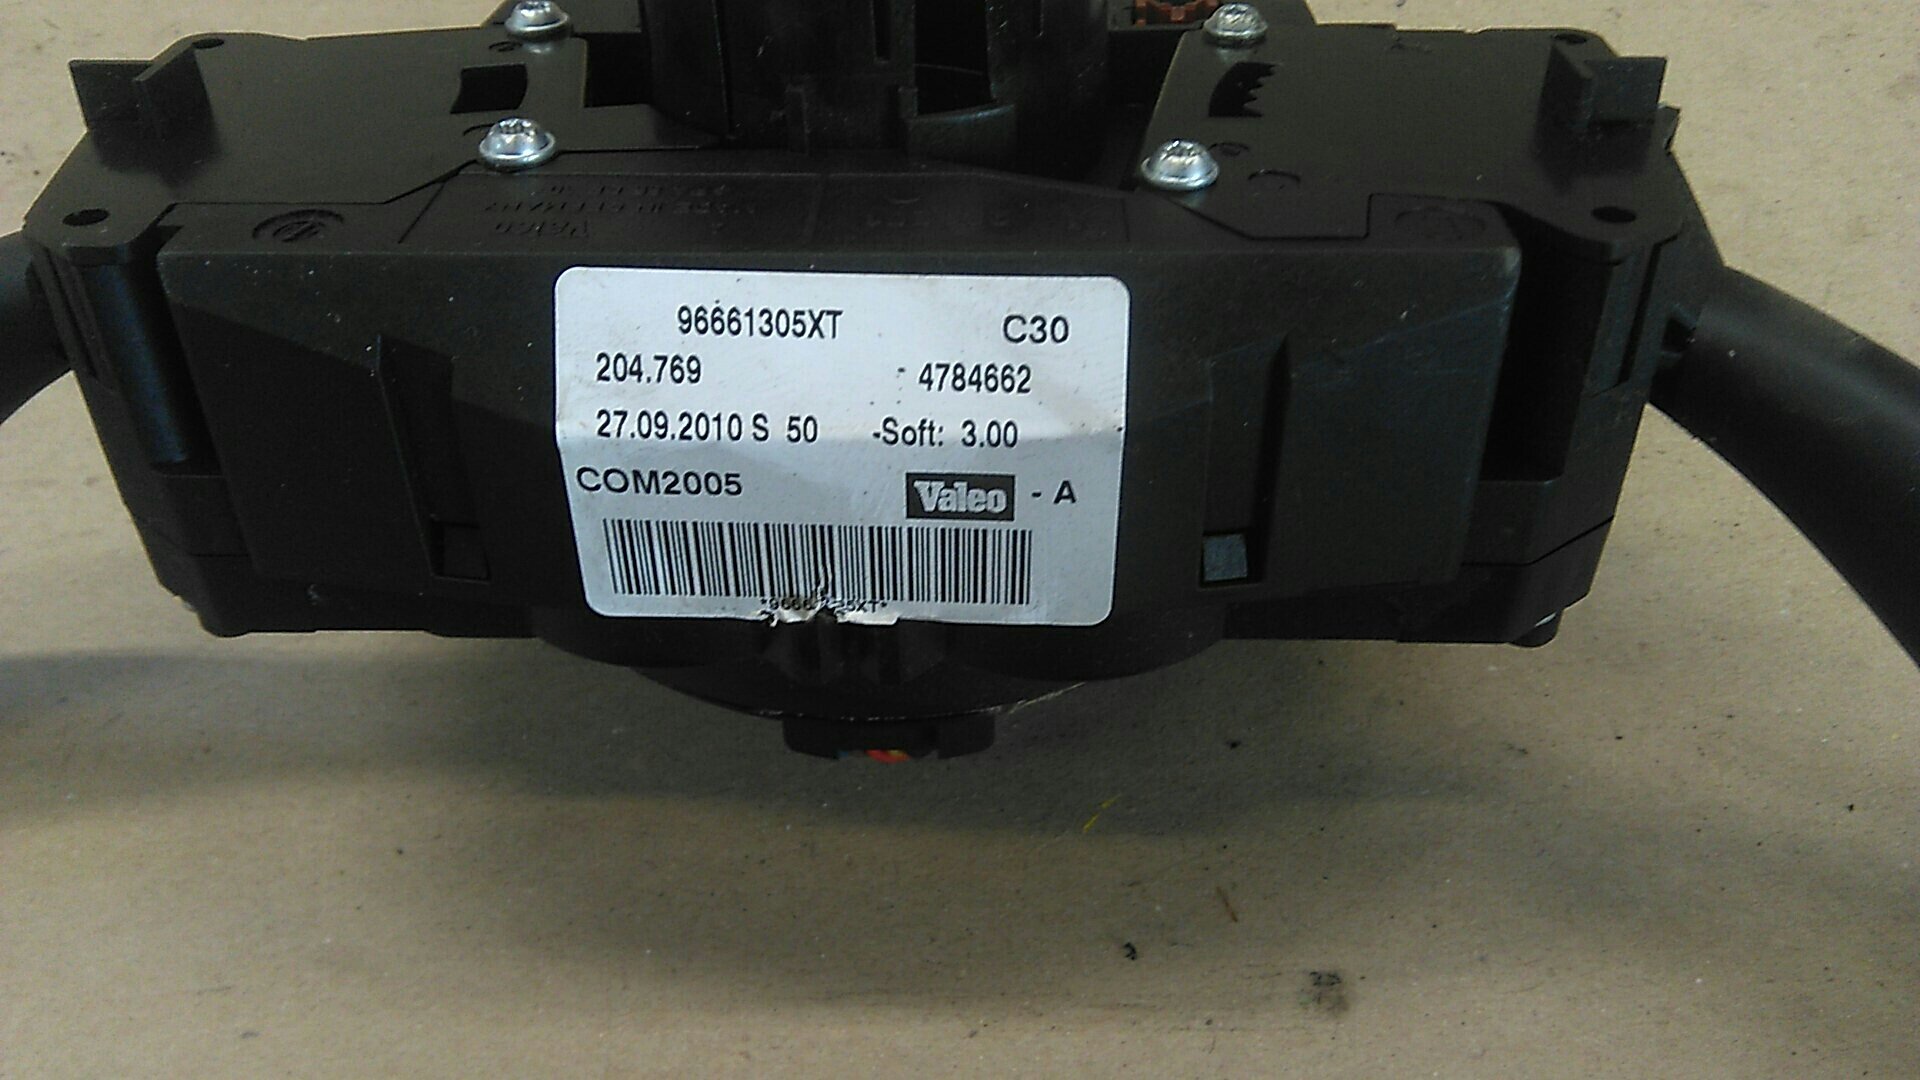 96661305XT C30
204.769 - 4784662
27.09.2010 S 50 -Soft: 3.00
COM2005 Valeo - A